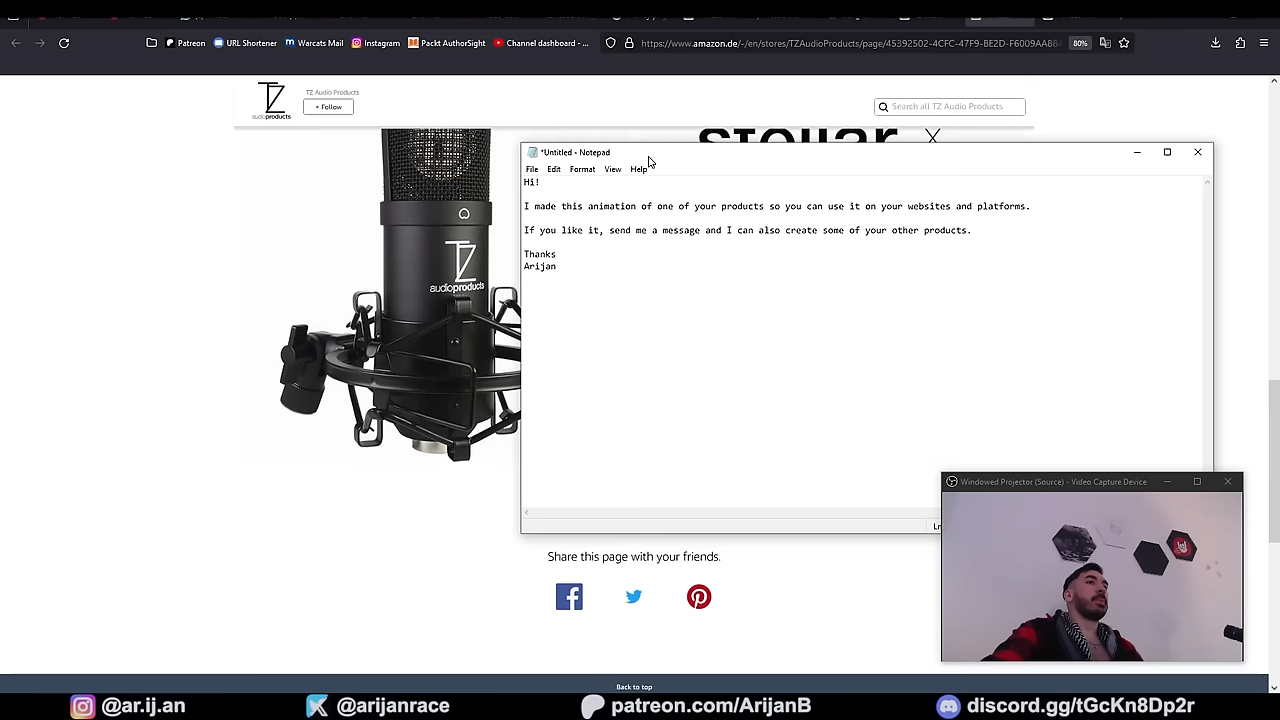 Patreon
URL Shortener
Warcats Mail
Instagram
Packt AuthorSight
Channel dashboard - ...
https://www.amazon.de/-/en/stores/TZAudioProducts/page/45392502-4CFC-47F9-BE2D-F6009AA88
80%
TZ
audioproducts
TZ Audio Products
+ Follow
Search all TZ Audio Products
stellar X
*Untitled - Notepad
File Edit Format View Help
Hi!
I made this animation of one of your products so you can use it on your websites and platforms.
If you like it, send me a message and I can also create some of your other products.
Thanks
Arijan
TZ
audioproducts
Ln
Windowed Projector (Source) - Video Capture Device
Share this page with your friends.
Back to top
@ar.ij.an
@arijanrace
patreon.com/ArijanB
discord.gg/tGcKn8Dp2r